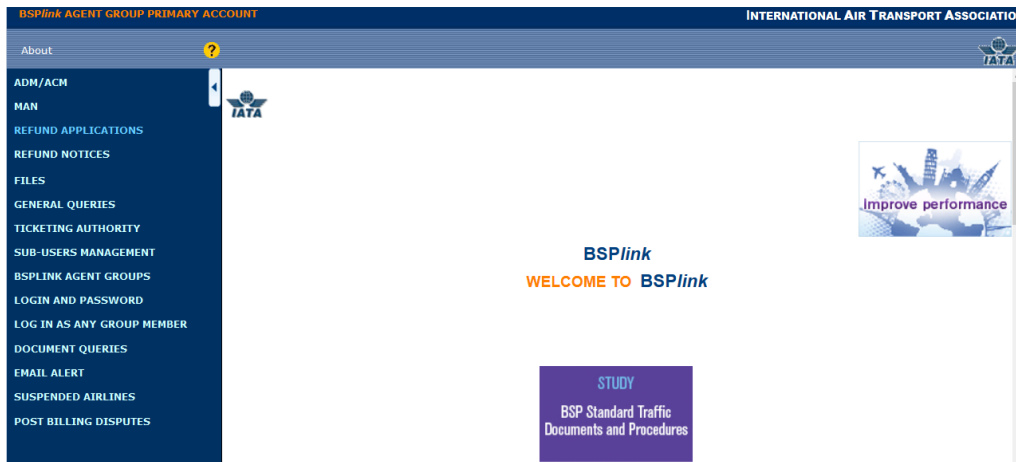 BSPlink AGENT GROUP PRIMARY ACCOUNT
INTERNATIONAL AIR TRANSPORT ASSOCIATIO
About
?
IATA
ADM/ACM
MAN
REFUND APPLICATIONS
REFUND NOTICES
FILES
GENERAL QUERIES
TICKETING AUTHORITY
SUB-USERS MANAGEMENT
BSPLINK AGENT GROUPS
LOGIN AND PASSWORD
LOG IN AS ANY GROUP MEMBER
DOCUMENT QUERIES
EMAIL ALERT
SUSPENDED AIRLINES
POST BILLING DISPUTES
IATA
Improve performance
BSPlink
WELCOME TO BSPlink
STUDY
BSP Standard Traffic
Documents and Procedures